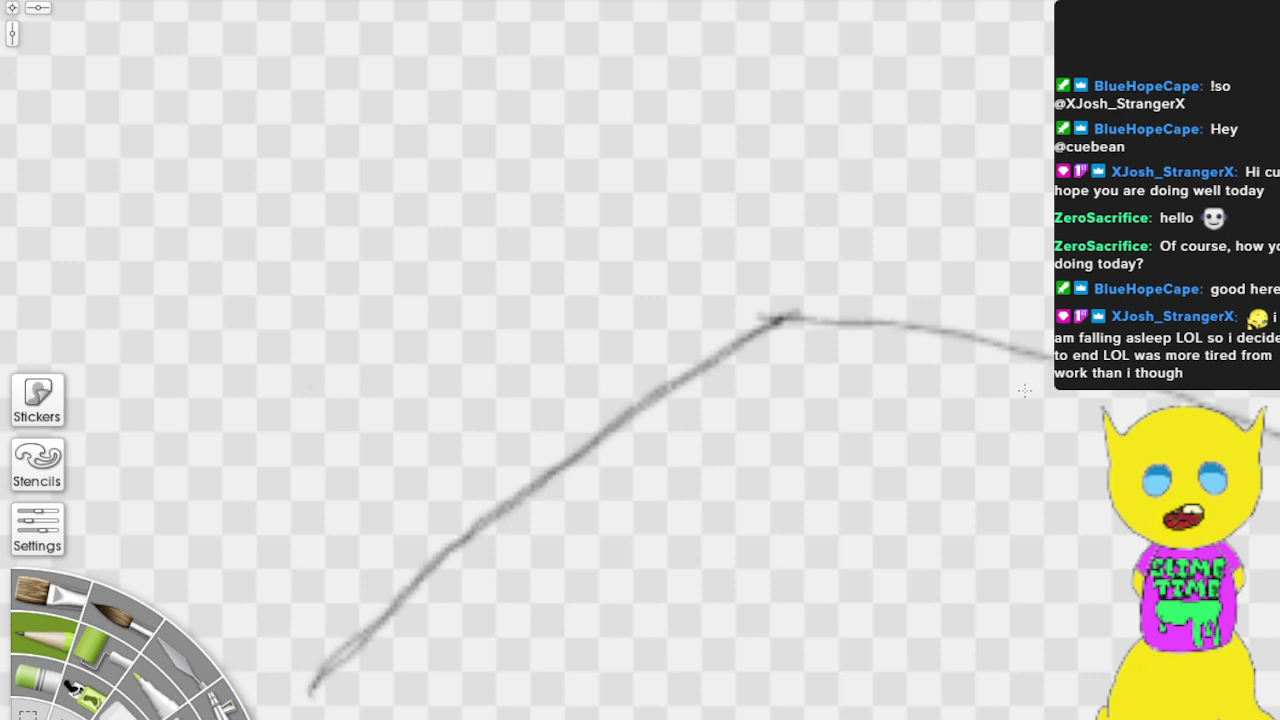 BlueHopeCape: !so
@XJosh_StrangerX
BlueHopeCape: Hey
@cuebean
XJosh_StrangerX: Hi cu
hope you are doing well today
ZeroSacrifice: hello
ZeroSacrifice: Of course, how yo
doing today?
BlueHopeCape: good here
XJosh_StrangerX: i
am falling asleep LOL so i decide
to end LOL was more tired from
work than i though
Stickers
Stencils
Settings
SLIME
TIME